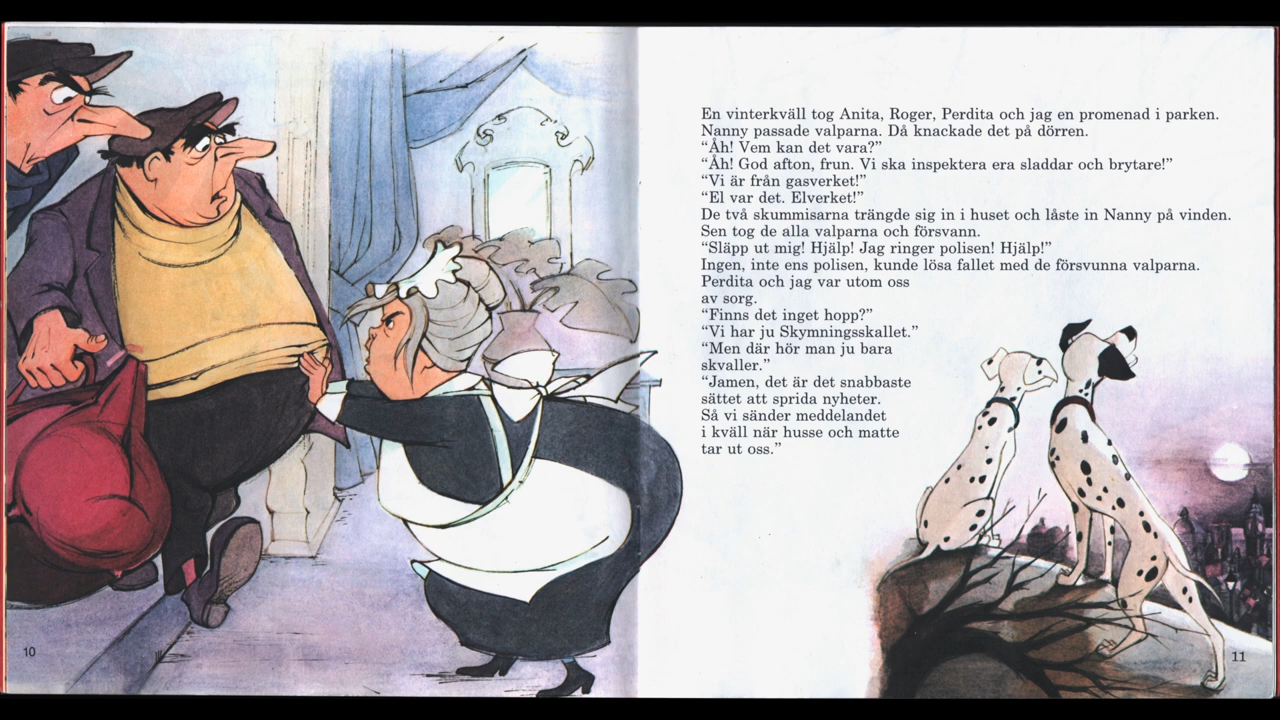 En vinterkväll tog Anita, Roger, Perdita och jag en promenad i parken.
Nanny passade valparna. Då knackade det på dörren.
“Åh! Vem kan det vara?”
“Åh! God afton, frun. Vi ska inspektera era sladdar och brytare!”
“Vi är från gasverket!”
“El var det. Elverket!”
De två skummisarna trängde sig in i huset och låste in Nanny på vinden.
Sen tog de alla valparna och försvann.
“Släpp ut mig! Hjälp! Jag ringer polisen! Hjälp!”
Ingen, inte ens polisen, kunde lösa fallet med de försvunna valparna.
Perdita och jag var utom oss
av sorg.
“Finns det inget hopp?”
“Vi har ju Skymningsskallet.”
“Men där hör man ju bara
skvaller.”
“Jamen, det är det snabbaste
sättet att sprida nyheter.
Så vi sänder meddelandet
i kväll när husse och matte
tar ut oss.”
10
11